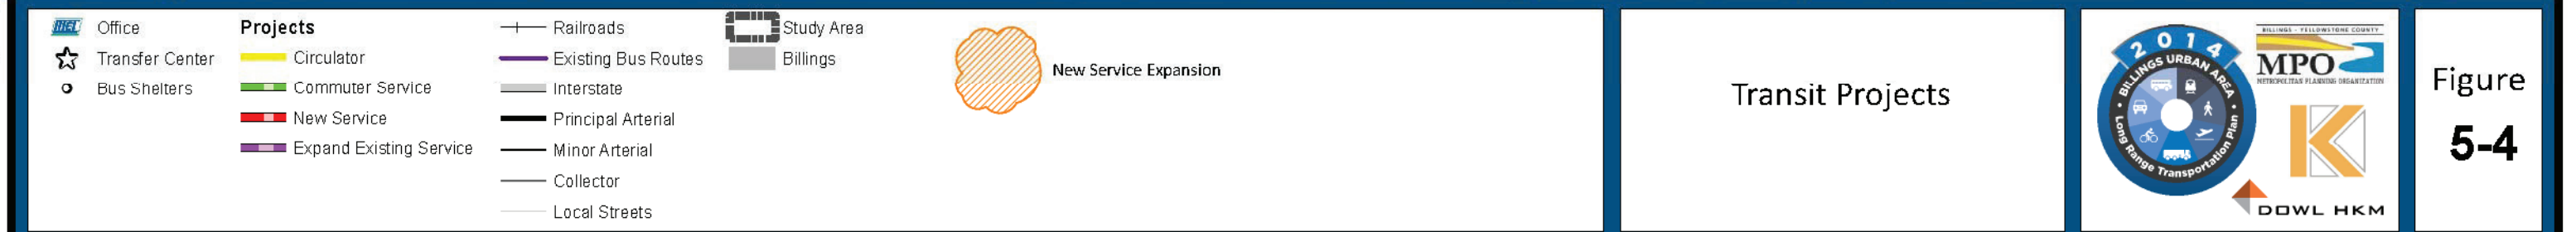 MET
Office
Transfer Center
Bus Shelters
Projects
Circulator
Commuter Service
New Service
Expand Existing Service
Railroads
Existing Bus Routes
Interstate
Principal Arterial
Minor Arterial
Collector
Local Streets
Study Area
Billings
New Service Expansion
Transit Projects
2014
BILLINGS URBAN AREA
Long Range Transportation Plan
BILLINGS - YELLOWSTONE COUNTY
MPO
METROPOLITAN PLANNING ORGANIZATION
K
DOWL HKM
Figure
5-4